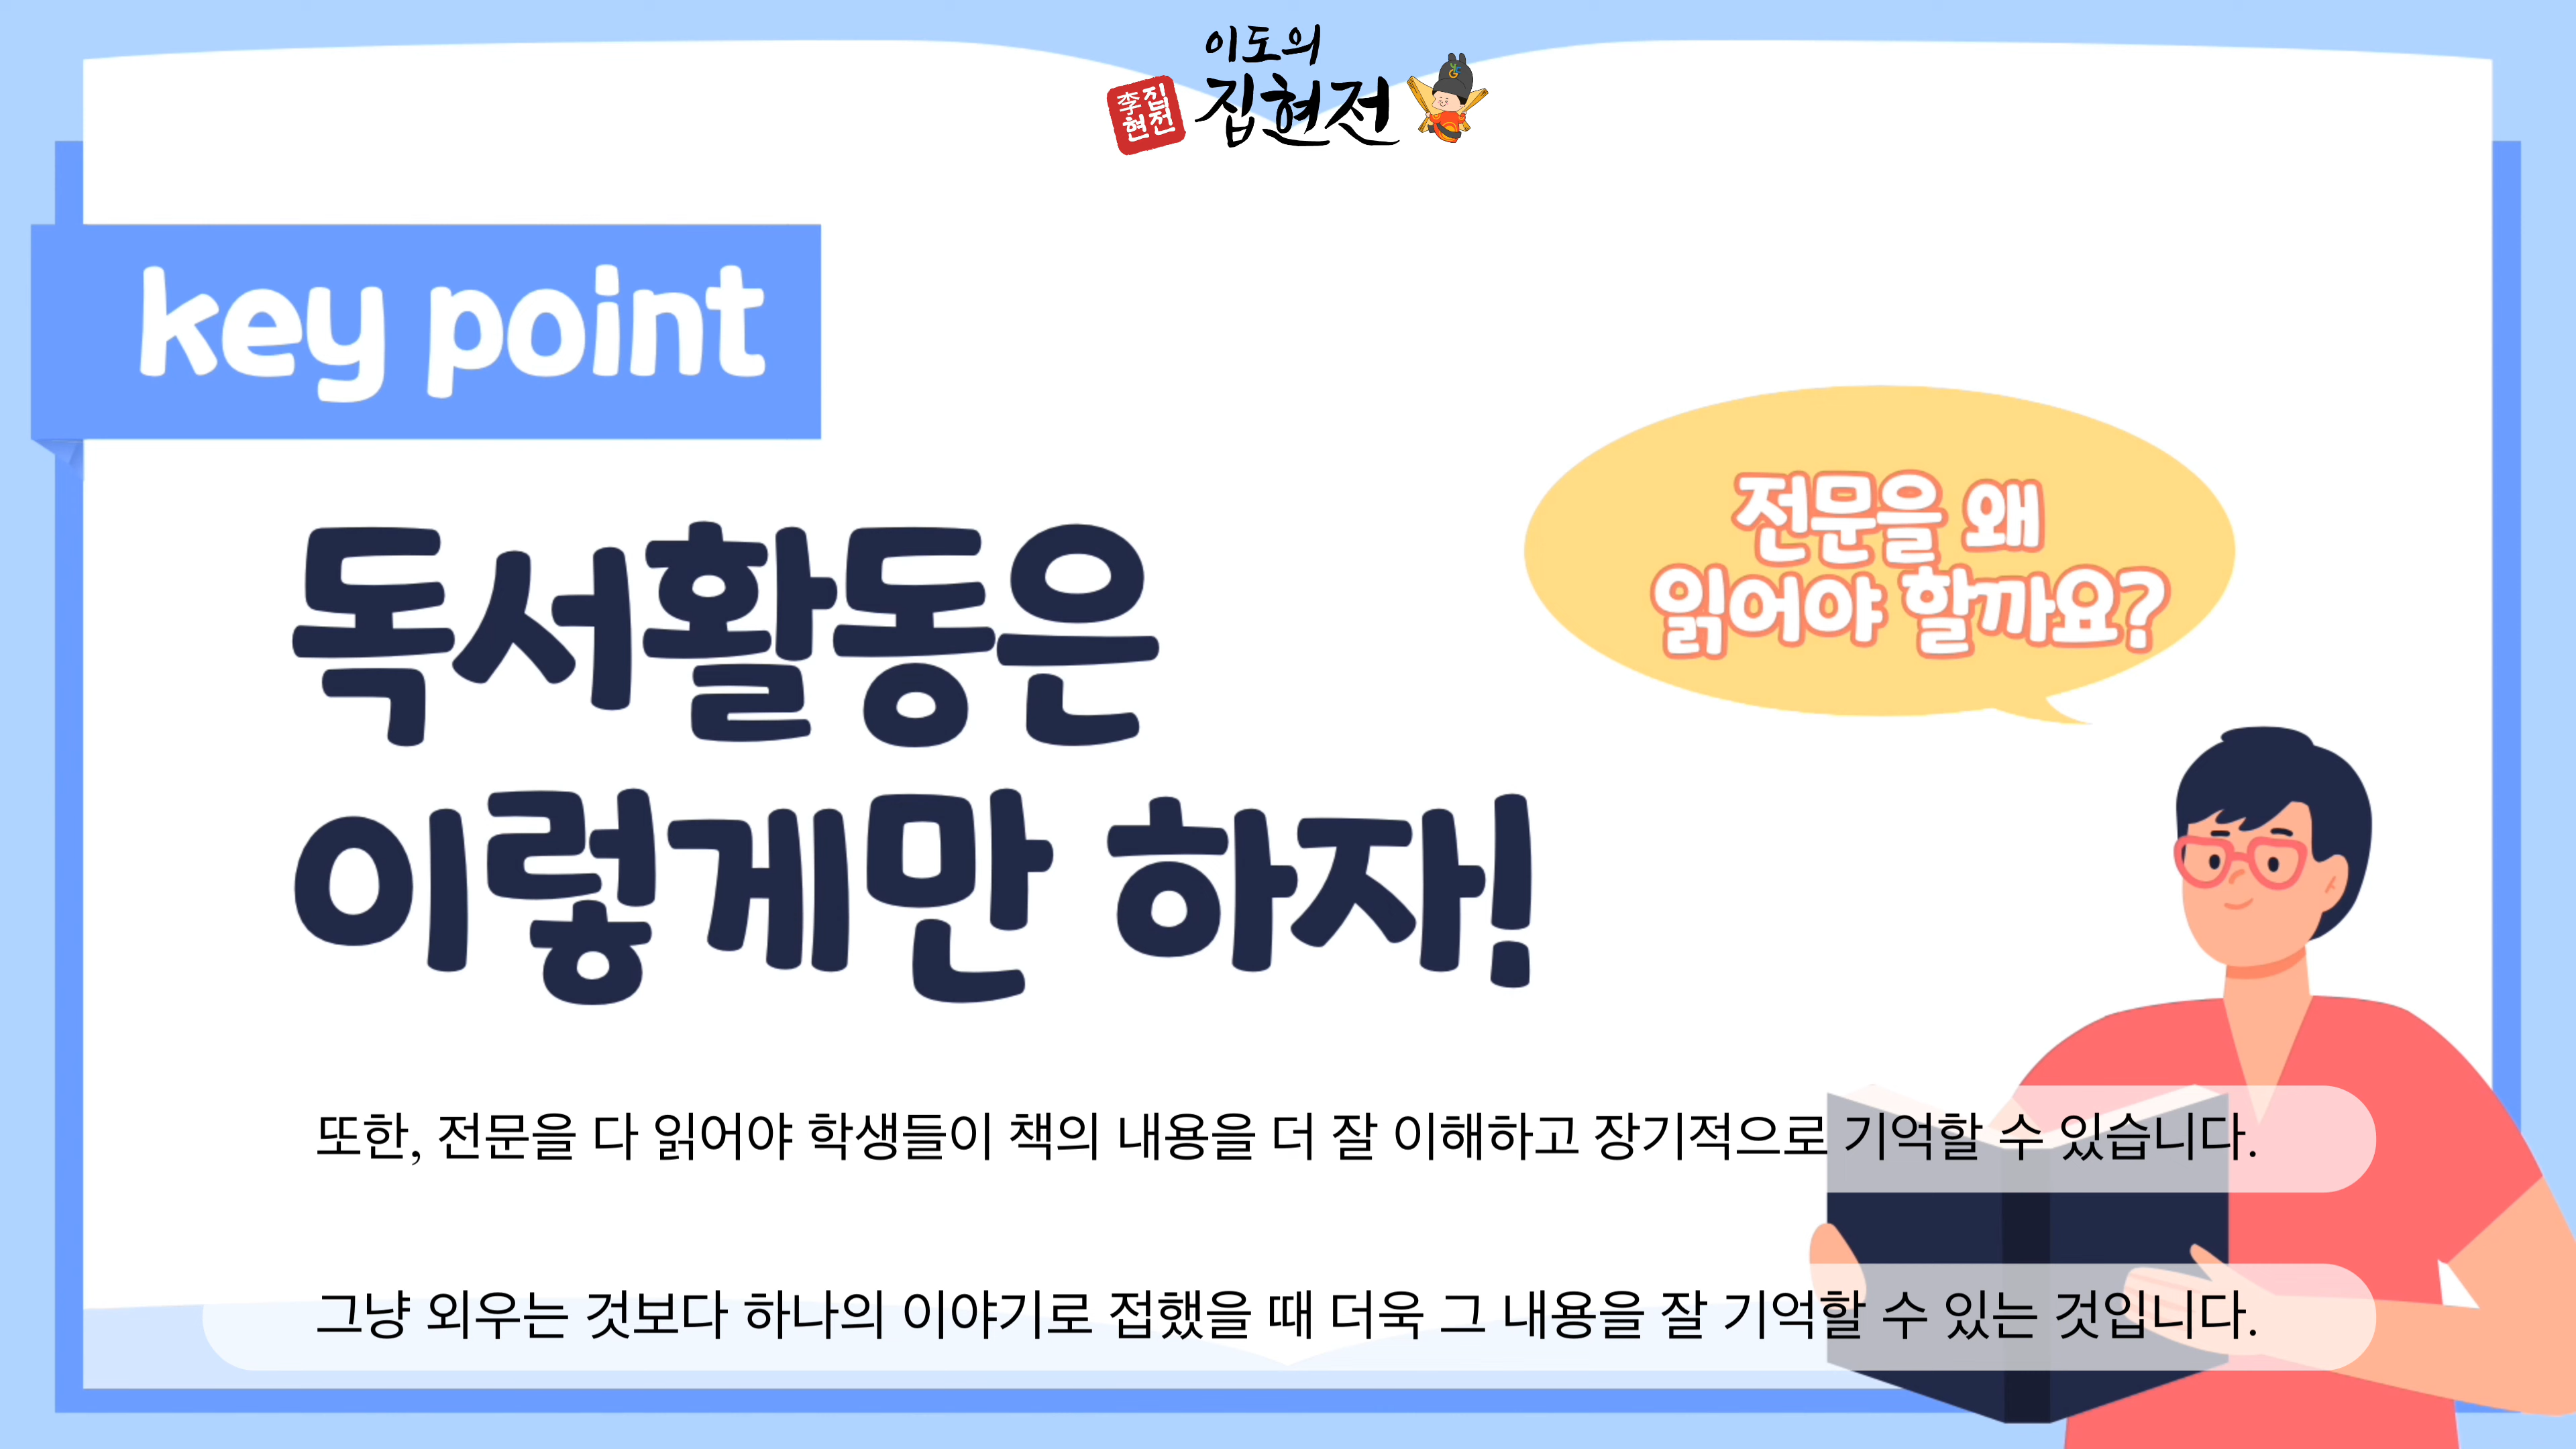 이도의
李집
현전
집현전
key point
전문을 왜
읽어야 할까요?
독서활동은
이렇게만 하자!
또한, 전문을 다 읽어야 학생들이 책의 내용을 더 잘 이해하고 장기적으로 기억할 수 있습니다.
그냥 외우는 것보다 하나의 이야기로 접했을 때 더욱 그 내용을 잘 기억할 수 있는 것입니다.